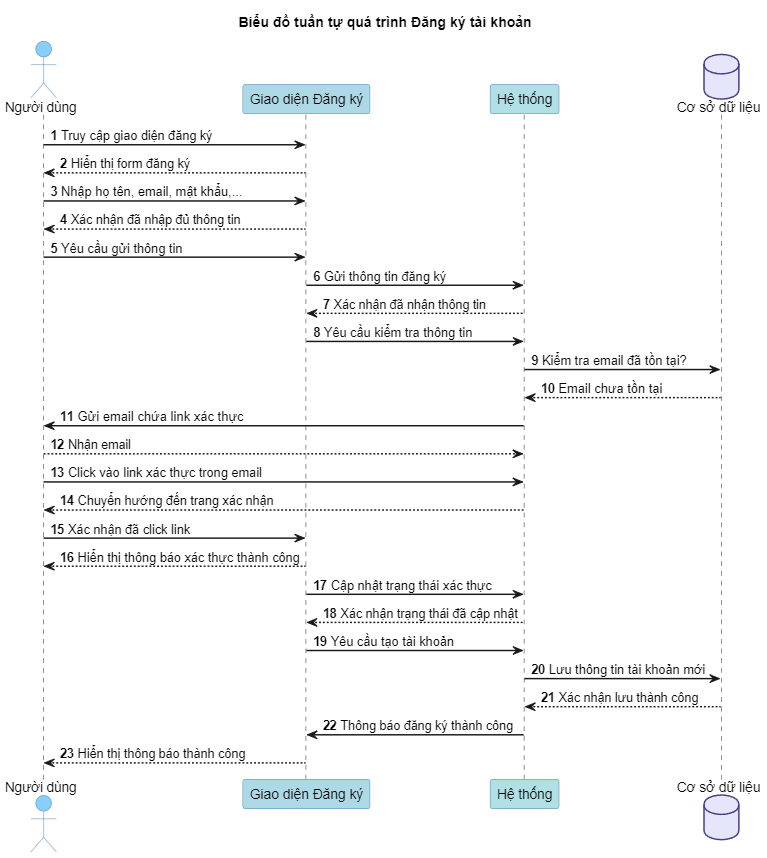 Biểu đồ tuần tự quá trình Đăng ký tài khoản
Người dùng
Giao diện Đăng ký
Hệ thống
Cơ sở dữ liệu
1 Truy cập giao diện đăng ký
2 Hiển thị form đăng ký
3 Nhập họ tên, email, mật khẩu,...
4 Xác nhận đã nhập đủ thông tin
5 Yêu cầu gửi thông tin
6 Gửi thông tin đăng ký
7 Xác nhận đã nhận thông tin
8 Yêu cầu kiểm tra thông tin
9 Kiểm tra email đã tồn tại?
10 Email chưa tồn tại
11 Gửi email chứa link xác thực
12 Nhận email
13 Click vào link xác thực trong email
14 Chuyển hướng đến trang xác nhận
15 Xác nhận đã click link
16 Hiển thị thông báo xác thực thành công
17 Cập nhật trạng thái xác thực
18 Xác nhận trạng thái đã cập nhật
19 Yêu cầu tạo tài khoản
20 Lưu thông tin tài khoản mới
21 Xác nhận lưu thành công
22 Thông báo đăng ký thành công
23 Hiển thị thông báo thành công
Người dùng
Giao diện Đăng ký
Hệ thống
Cơ sở dữ liệu